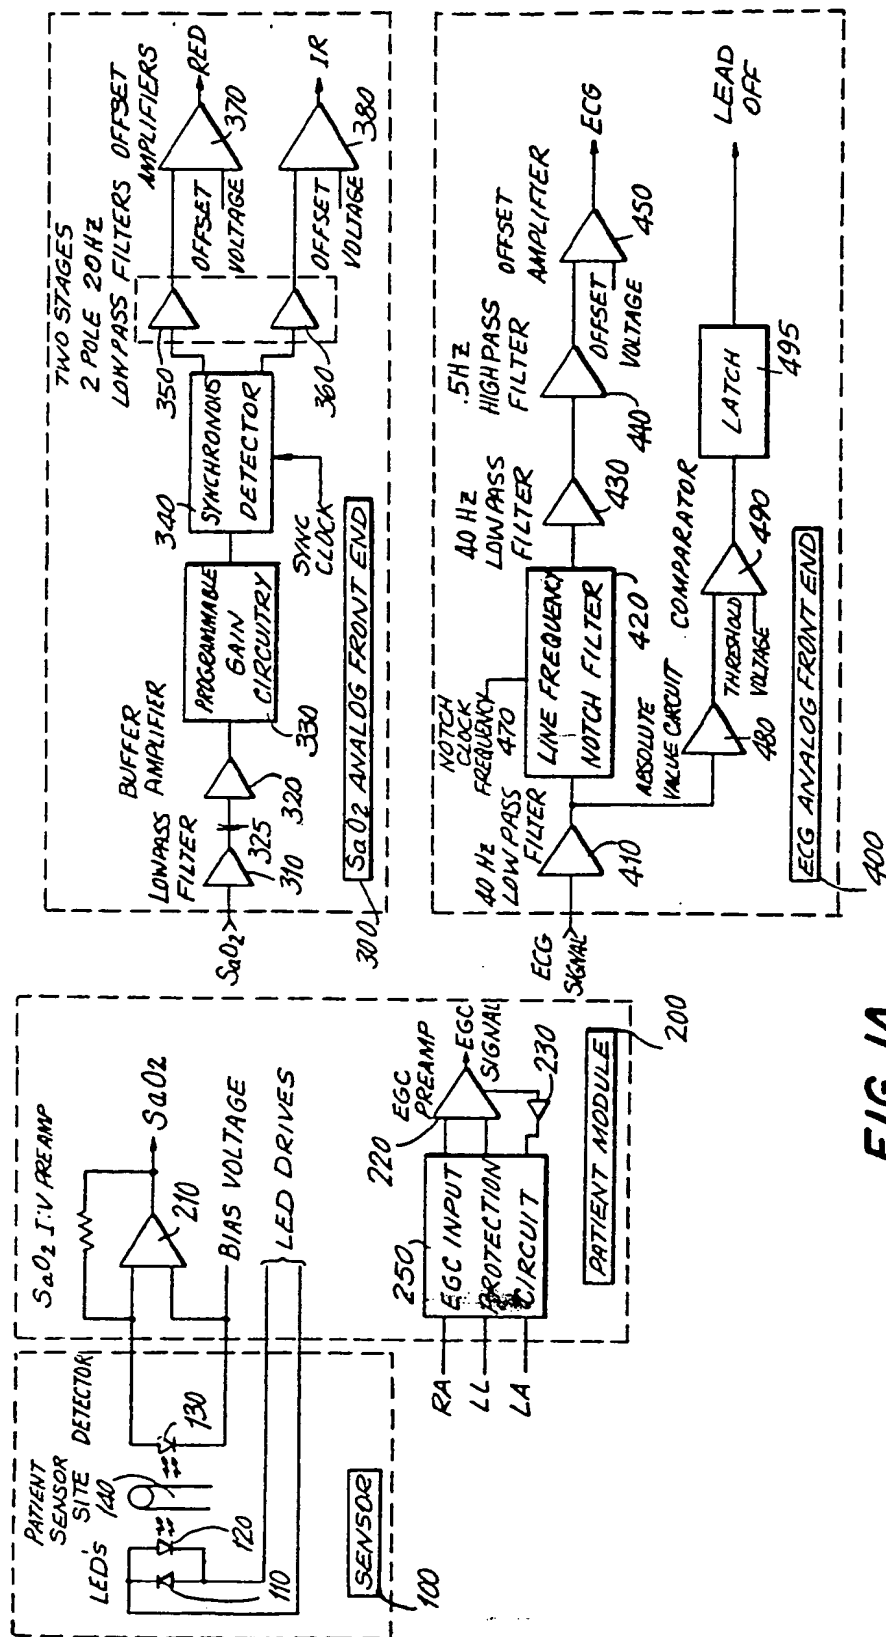 TWO STAGES
2 POLE 20Hz
LOWPASS FILTERS
OFFSET
AMPLIFIERS
LOWPASS
FILTER
BUFFER
AMPLIFIER
SaO2
310
325
320
PROGRAMMABLE
GAIN
CIRCUITRY
330
340
SYNCHRONOUS
DETECTOR
SYNC
CLOCK
350
360
OFFSET
VOLTAGE
370
RED
OFFSET
VOLTAGE
380
IR
SaO2 ANALOG FRONT END
300
40 Hz
LOW PASS
FILTER
NOTCH
CLOCK
FREQUENCY
470
40 Hz
LOWPASS
FILTER
.5Hz
HIGHPASS
FILTER
OFFSET
AMPLIFIER
ECG
SIGNAL
410
LINE FREQUENCY
NOTCH FILTER
420
430
440
OFFSET
VOLTAGE
450
ECG
ABSOLUTE
VALUE CIRCUIT
480
COMPARATOR
THRESHOLD
VOLTAGE
490
LATCH
495
LEAD
OFF
ECG ANALOG FRONT END
400
PATIENT
SENSOR
SITE
140
DETECTOR
LED's
110
120
130
SENSOR
100
SaO2 I:V PREAMP
210
SaO2
BIAS VOLTAGE
LED DRIVES
RA
LL
LA
250
EGC INPUT
PROTECTION
CIRCUIT
220
EGC
PREAMP
EGC
SIGNAL
230
PATIENT MODULE
200
FIG. 1A